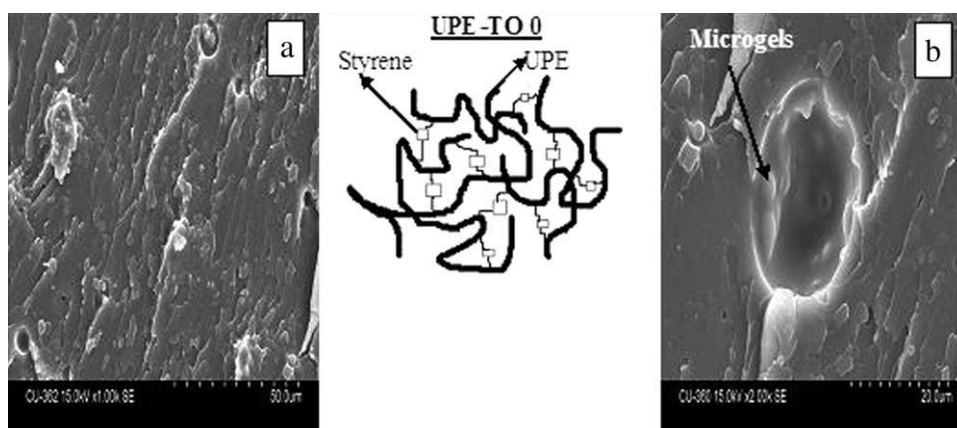 a
UPE -TO 0
Styrene
UPE
Microgels
b
CU-362 15.0kV x1.00k SE 50.0um
CU-360 15.0kV x2.00k SE 20.0um